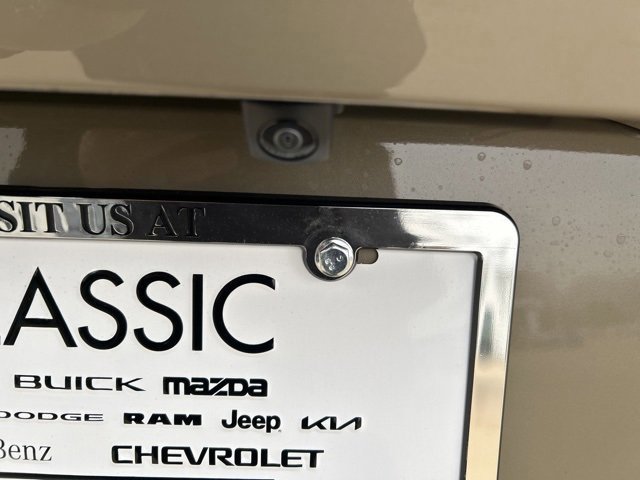 SIT US AT
ASSIC
BUICK mazda
DODGE RAM Jeep KIA
Benz CHEVROLET